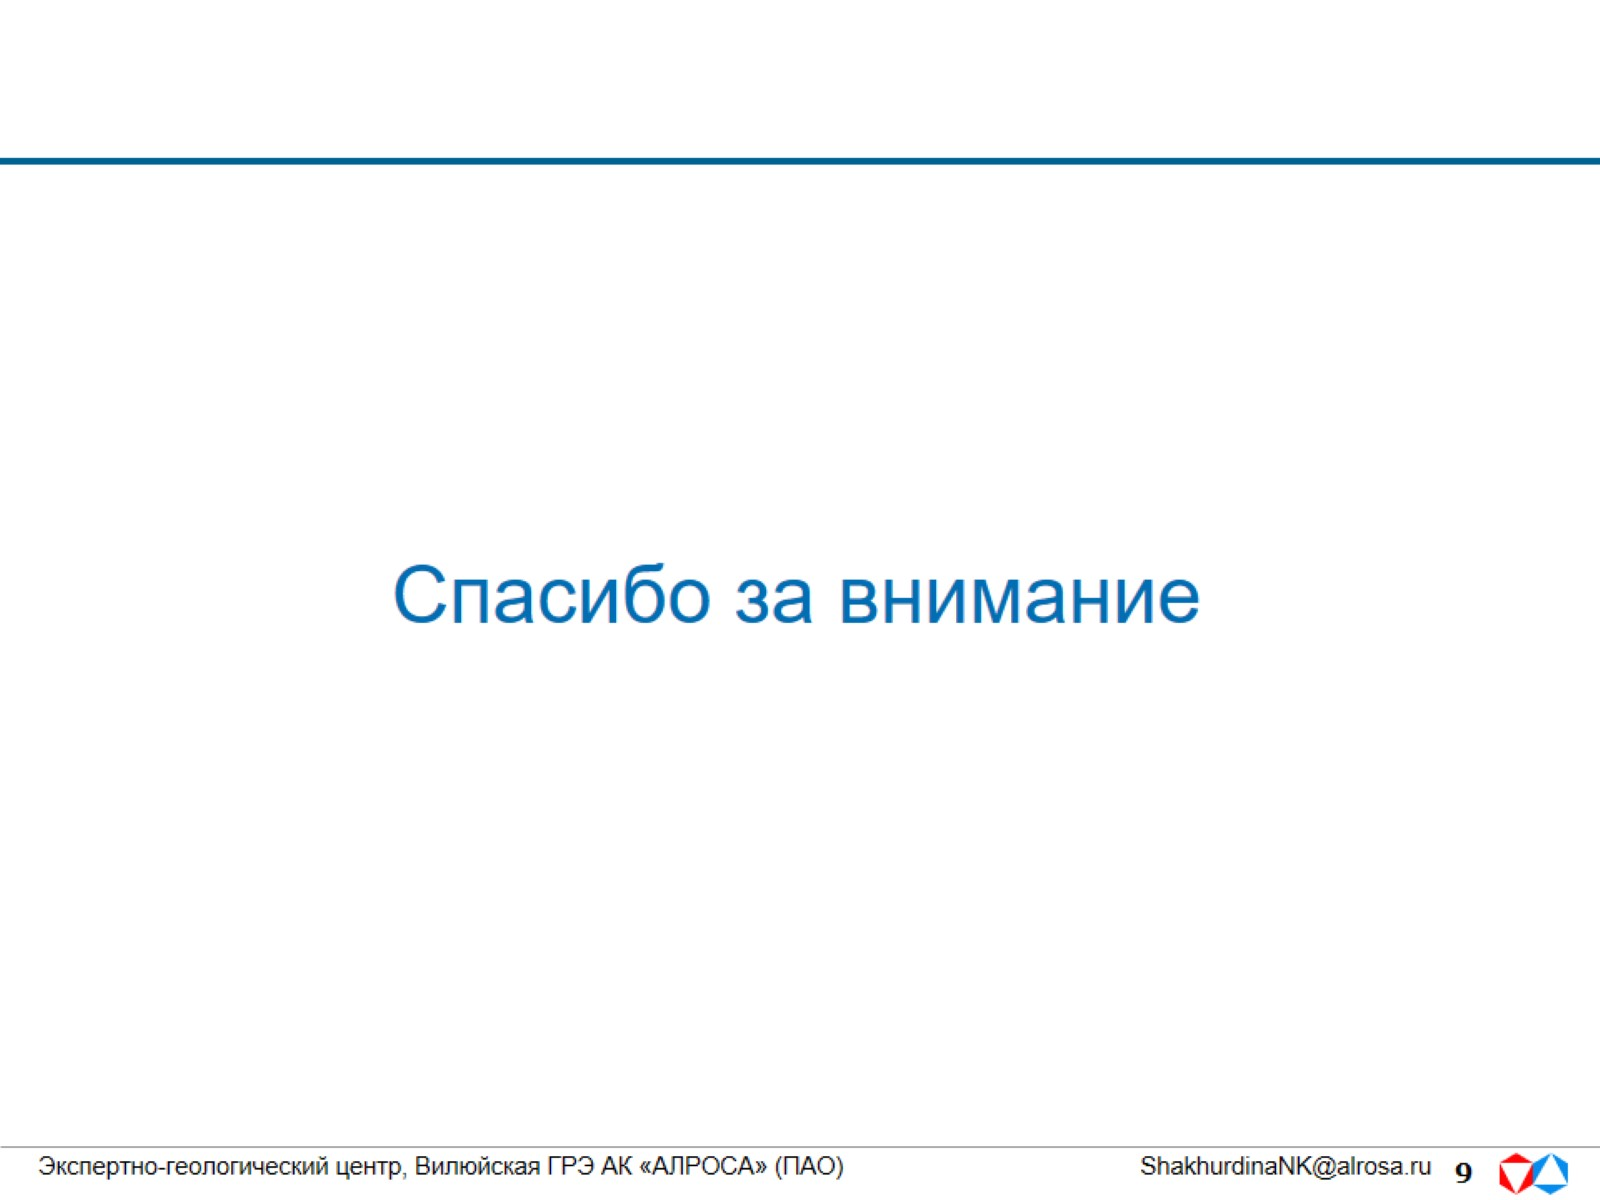 Спасибо за внимание
Экспертно-геологический центр, Вилюйская ГРЭ АК «АЛРОСА» (ПАО)
ShakhurdinaNK@alrosa.ru 9